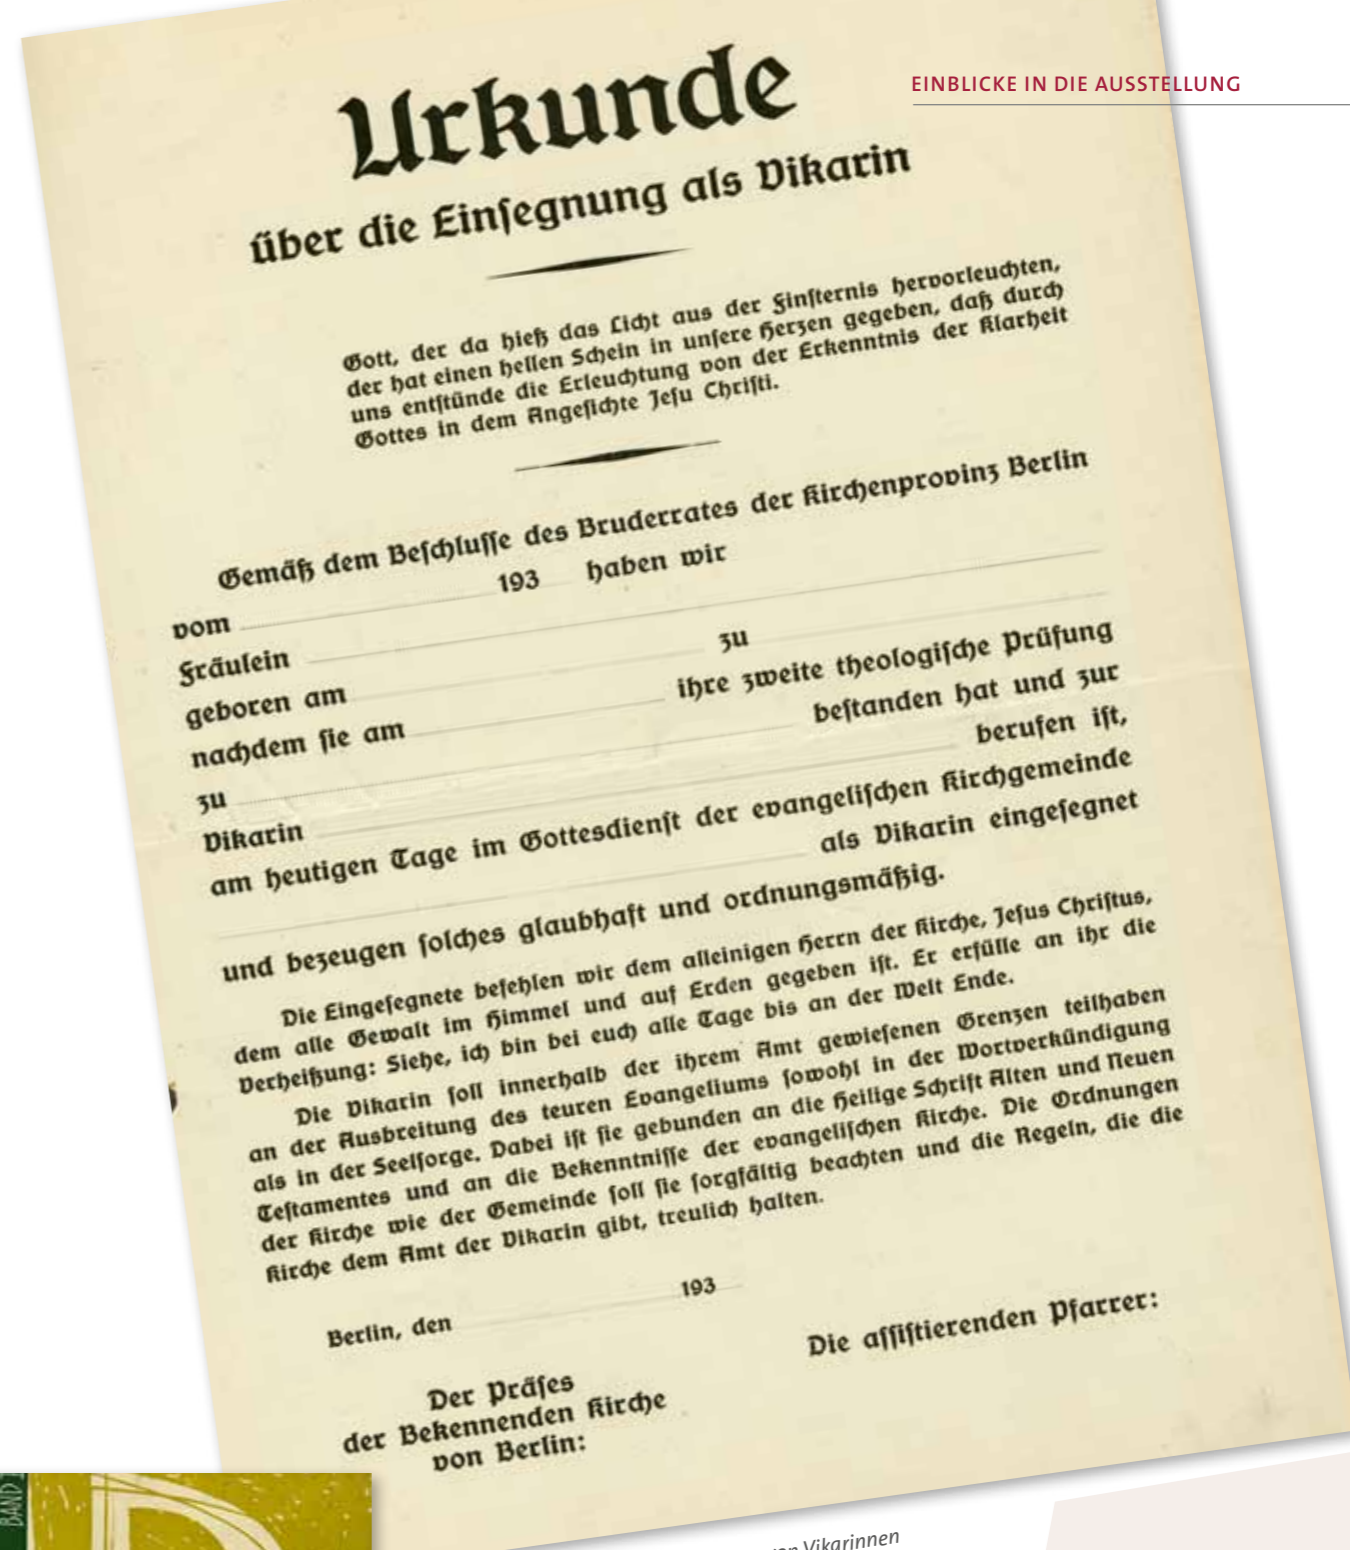 EINBLICKE IN DIE AUSSTELLUNG
Urkunde
über die Einſegnung als Vikarin
Gott, der da hieß das Licht aus der Finſternis hervorleuchten,
der hat einen hellen Schein in unſere Herzen gegeben, daß durch
uns entſtünde die Erleuchtung von der Erkenntnis der Klarheit
Gottes in dem Angeſichte Jeſu Chriſti.
Gemäß dem Beſchluſſe des Bruderrates der Kirchenprovinz Berlin
vom 193 haben wir
Fräulein
geboren am zu
nachdem ſie am ihre zweite theologiſche Prüfung
zu beſtanden hat und zur
Vikarin berufen iſt,
am heutigen Tage im Gottesdienſt der evangeliſchen Kirchgemeinde
als Vikarin eingeſegnet
und bezeugen ſolches glaubhaft und ordnungsmäßig.
Die Eingeſegnete befehlen wir dem alleinigen Herrn der Kirche, Jeſus Chriſtus,
dem alle Gewalt im Himmel und auf Erden gegeben iſt. Er erfülle an ihr die
Verheißung: Siehe, ich bin bei euch alle Tage bis an der Welt Ende.
Die Vikarin ſoll innerhalb der ihrem Amt gewieſenen Grenzen teilhaben
an der Ausbreitung des teuren Evangeliums ſowohl in der Wortverkündigung
als in der Seelſorge. Dabei iſt ſie gebunden an die Heilige Schrift Alten und Neuen
Teſtamentes und an die Bekenntniſſe der evangeliſchen Kirche. Die Ordnungen
der Kirche wie der Gemeinde ſoll ſie ſorgfältig beachten und die Regeln, die die
Kirche dem Amt der Vikarin gibt, treulich halten.
Berlin, den 193
Die aſſiſtierenden Pfarrer:
Der Präſes
der Bekennenden Kirche
von Berlin:
BAND
Vikarinnen